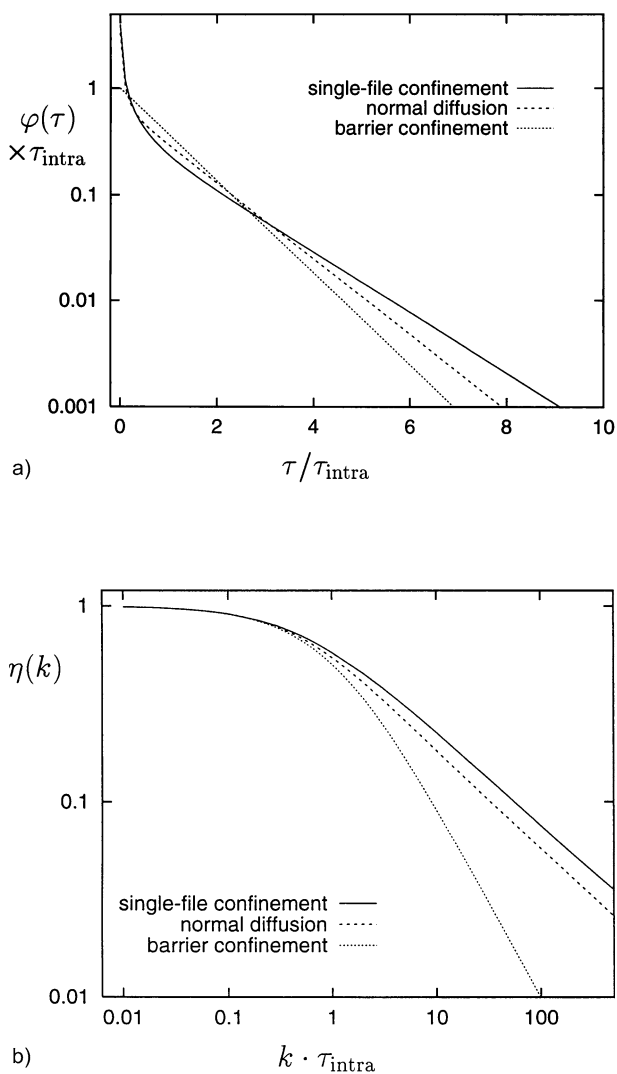 1
φ(τ)
×τintra
0.1
0.01
0.001
single-file confinement
normal diffusion
barrier confinement
0 2 4 6 8 10
τ/τintra
a)
1
η(k)
0.1
0.01
single-file confinement
normal diffusion
barrier confinement
0.01 0.1 1 10 100
k · τintra
b)